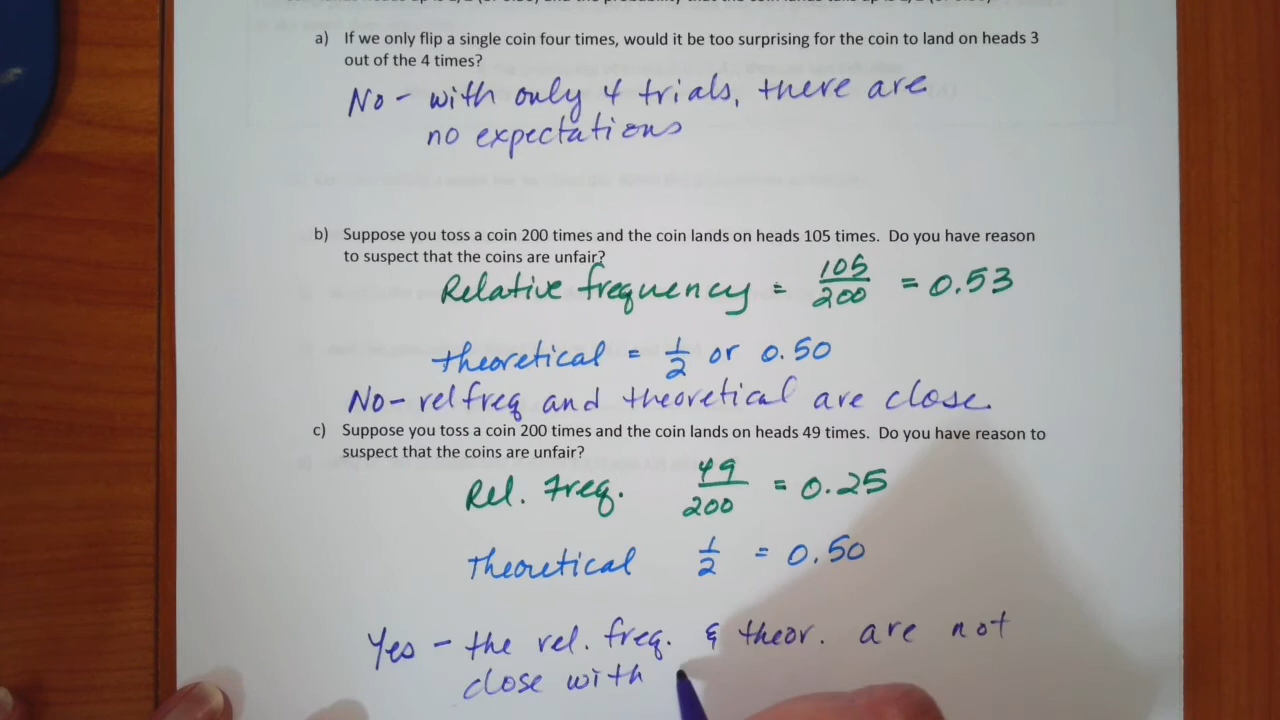 a) If we only flip a single coin four times, would it be too surprising for the coin to land on heads 3
out of the 4 times?
No - with only 4 trials, there are
no expectations
b) Suppose you toss a coin 200 times and the coin lands on heads 105 times. Do you have reason
to suspect that the coins are unfair?
Relative frequency = 105/200 = 0.53
theoretical = 1/2 or 0.50
No - rel freq and theoretical are close.
c) Suppose you toss a coin 200 times and the coin lands on heads 49 times. Do you have reason to
suspect that the coins are unfair?
Rel. Freq. 49/200 = 0.25
Theoretical 1/2 = 0.50
Yes - the rel. freq. & theor. are not
close with